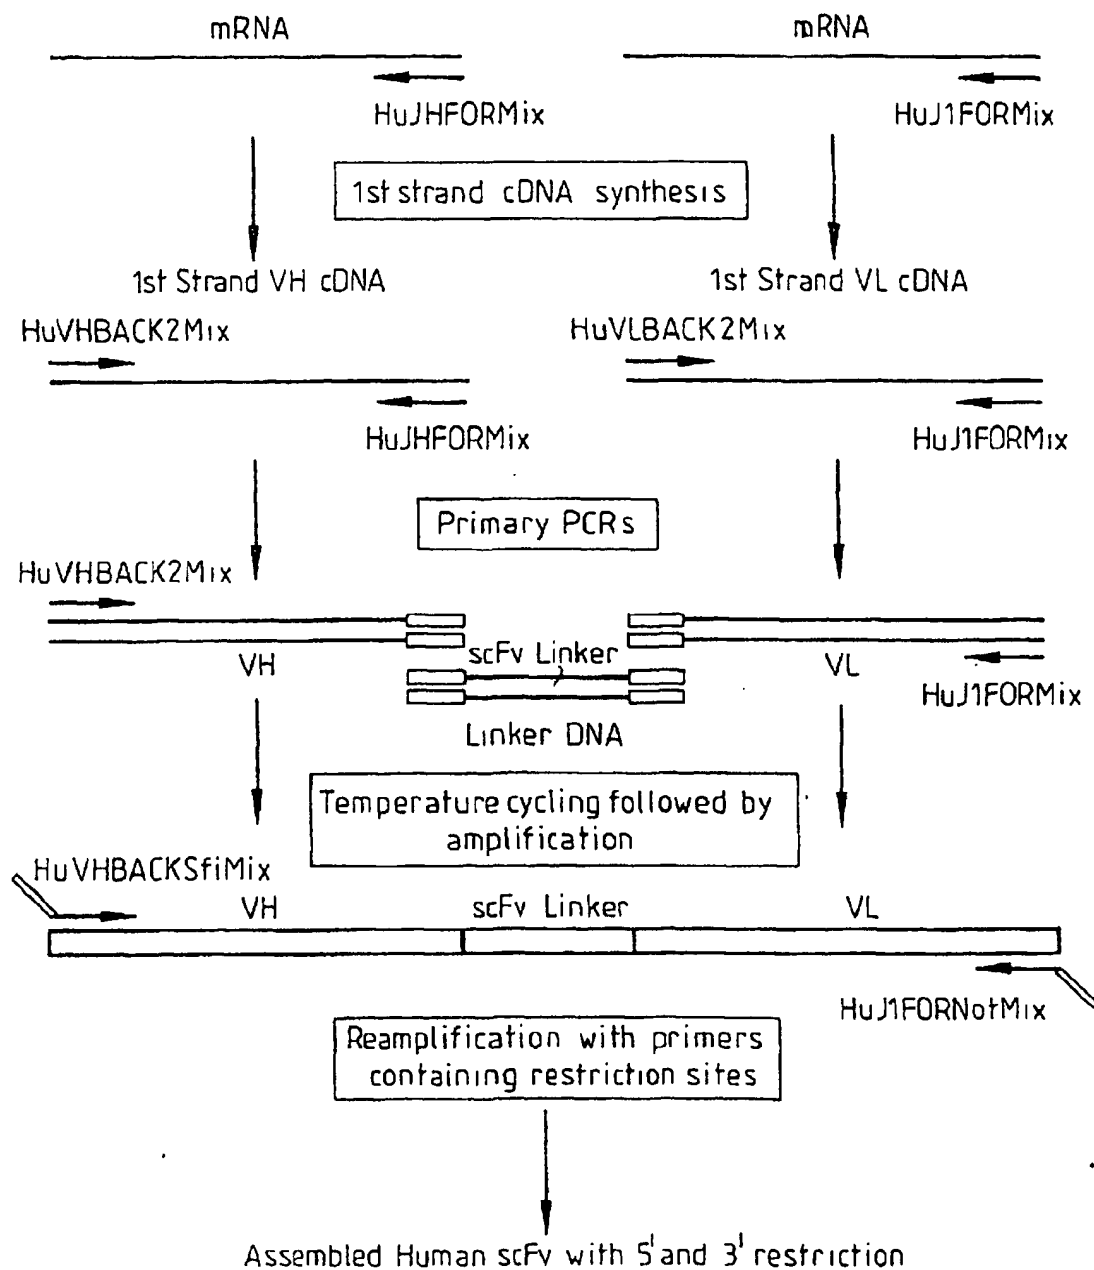 mRNA
mRNA
HuJHFORMix
HuJ1FORMix
1st strand cDNA synthesis
1st Strand VH cDNA
1st Strand VL cDNA
HuVHBACK2Mix
HuVLBACK2Mix
HuJHFORMix
HuJ1FORMix
Primary PCRs
HuVHBACK2Mix
VH
scFv Linker
VL
HuJ1FORMix
Linker DNA
Temperature cycling followed by
amplification
HuVHBACKSfiMix
VH
scFv Linker
VL
HuJ1FORNotMix
Reamplification with primers
containing restriction sites
Assembled Human scFv with 5' and 3' restriction